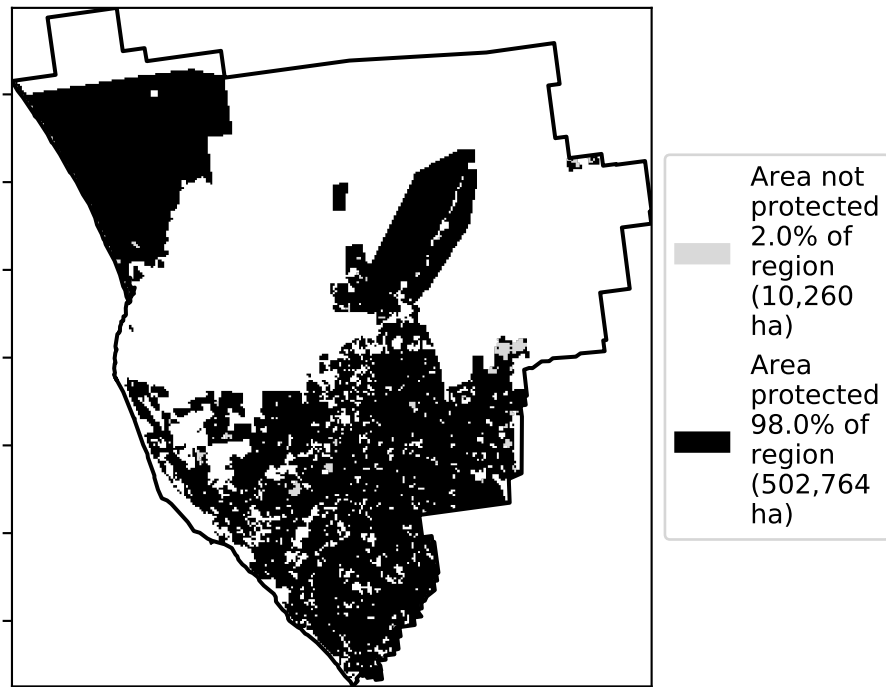 Area not
protected
2.0% of
region
(10,260
ha)
Area
protected
98.0% of
region
(502,764
ha)